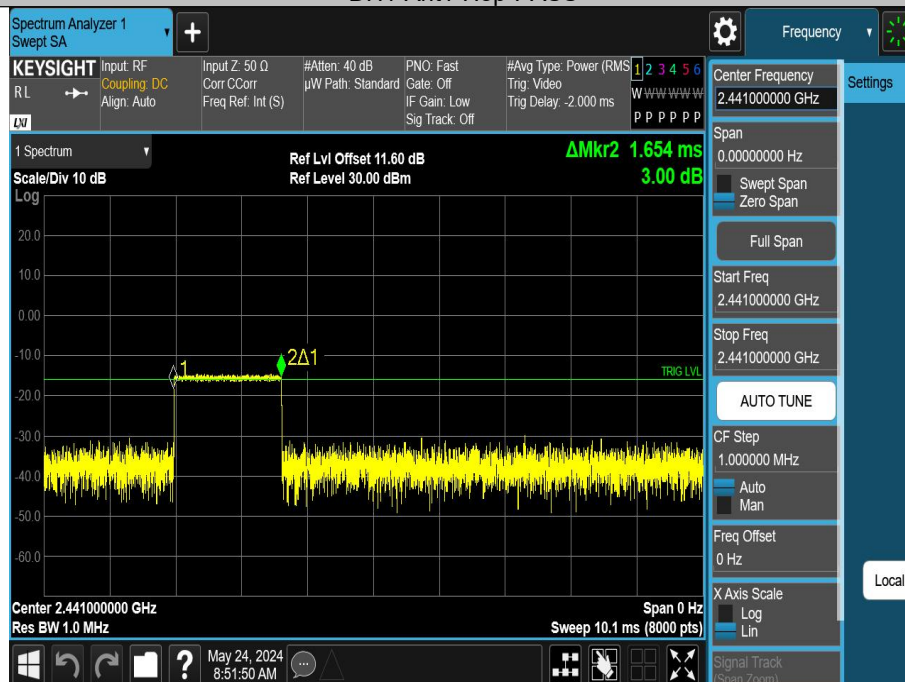 Spectrum Analyzer 1
Swept SA
Frequency
KEYSIGHT
RL
LXI
Input: RF
Coupling: DC
Align: Auto
Input Z: 50 Ω
Corr CCorr
Freq Ref: Int (S)
#Atten: 40 dB
µW Path: Standard
PNO: Fast
Gate: Off
IF Gain: Low
Sig Track: Off
#Avg Type: Power (RMS
Trig: Video
Trig Delay: -2.000 ms
1 2 3 4 5 6
W W W W W W
P P P P P P
1 Spectrum
Scale/Div 10 dB
Log
Ref Lvl Offset 11.60 dB
Ref Level 30.00 dBm
ΔMkr2 1.654 ms
3.00 dB
20.0
10.0
0.00
-10.0
-20.0
-30.0
-40.0
-50.0
-60.0
1
2Δ1
TRIG LVL
Center 2.441000000 GHz
Res BW 1.0 MHz
Span 0 Hz
Sweep 10.1 ms (8000 pts)
May 24, 2024
8:51:50 AM
Center Frequency
2.441000000 GHz
Span
0.00000000 Hz
Swept Span
Zero Span
Full Span
Start Freq
2.441000000 GHz
Stop Freq
2.441000000 GHz
AUTO TUNE
CF Step
1.000000 MHz
Auto
Man
Freq Offset
0 Hz
X Axis Scale
Log
Lin
Signal Track
(Span Zoom)
Settings
Local